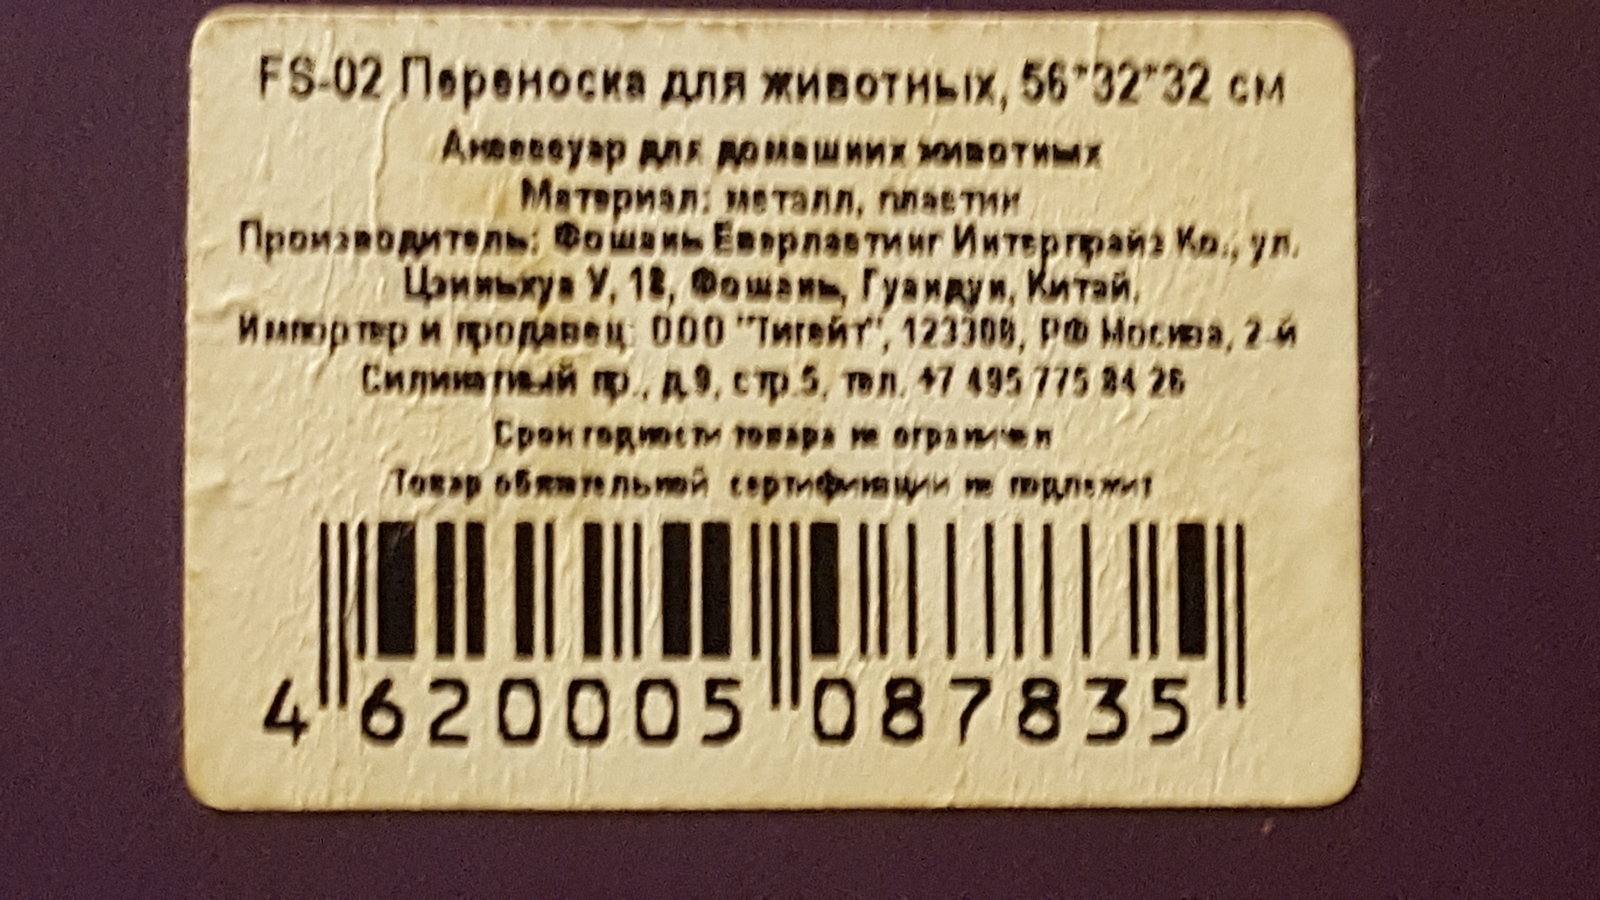 FS-02 Переноска для животных, 56*32*32 см
Аксессуар для домашних животных
Материал: металл, пластик
Производитель: Фошань Еверластинг Интерпрайз Ко., ул.
Цзиньхуа У, 18, Фошань, Гуандун, Китай,
Импортер и продавец: ООО "Тигейт", 123308, РФ Москва, 2-й
Силикатный пр., д.9, стр.5, тел. +7 495 775 84 26
Срок годности товара не ограничен
Товар обязательной сертификации не подлежит
4 620005 087835